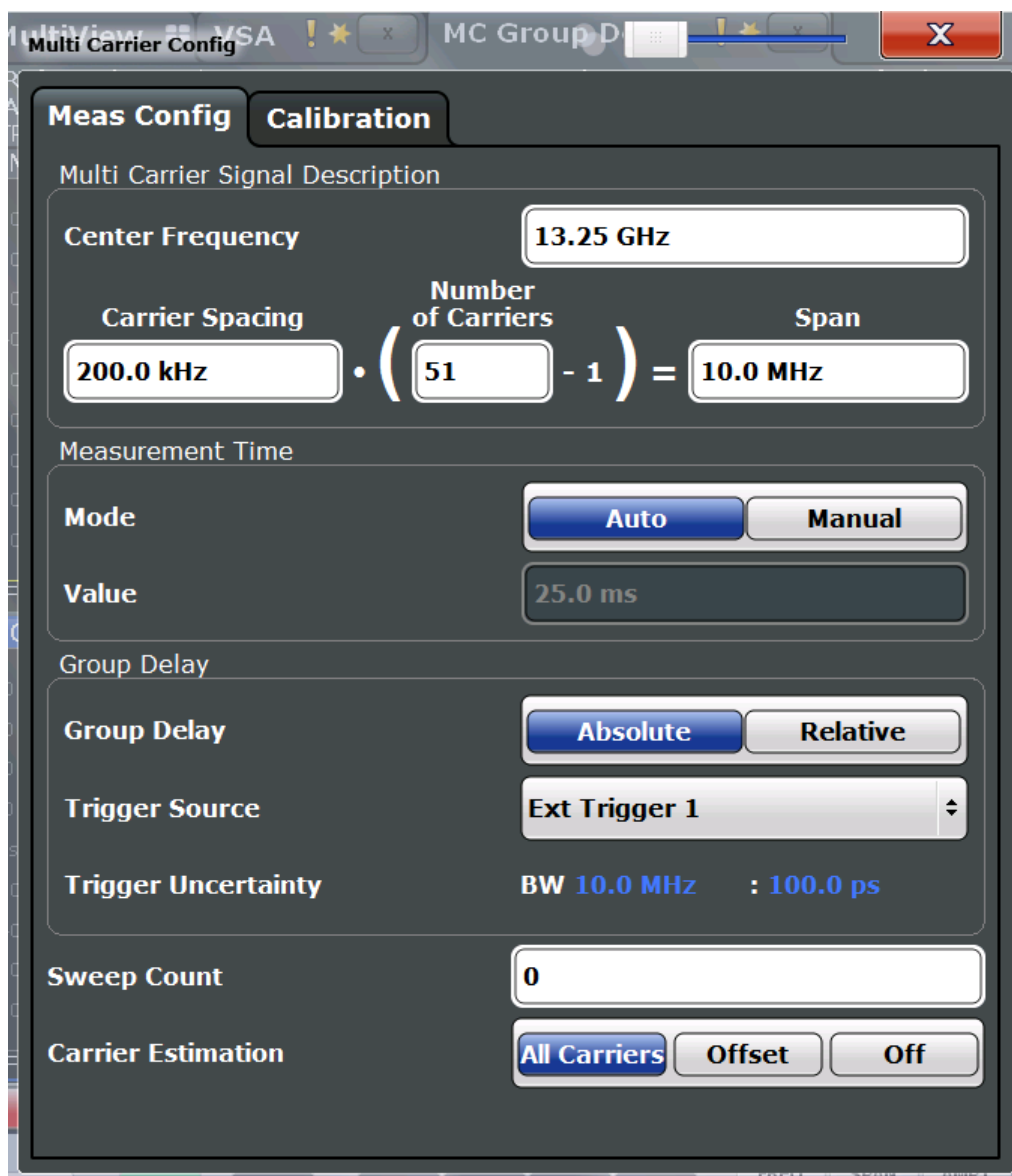 MultiView VSA ! x MC Group D ! x
Multi Carrier Config X
Meas Config Calibration
Multi Carrier Signal Description
Center Frequency 13.25 GHz
Number
Carrier Spacing of Carriers Span
200.0 kHz • ( 51 - 1 ) = 10.0 MHz
Measurement Time
Mode Auto Manual
Value 25.0 ms
Group Delay
Group Delay Absolute Relative
Trigger Source Ext Trigger 1
Trigger Uncertainty BW 10.0 MHz : 100.0 ps
Sweep Count 0
Carrier Estimation All Carriers Offset Off